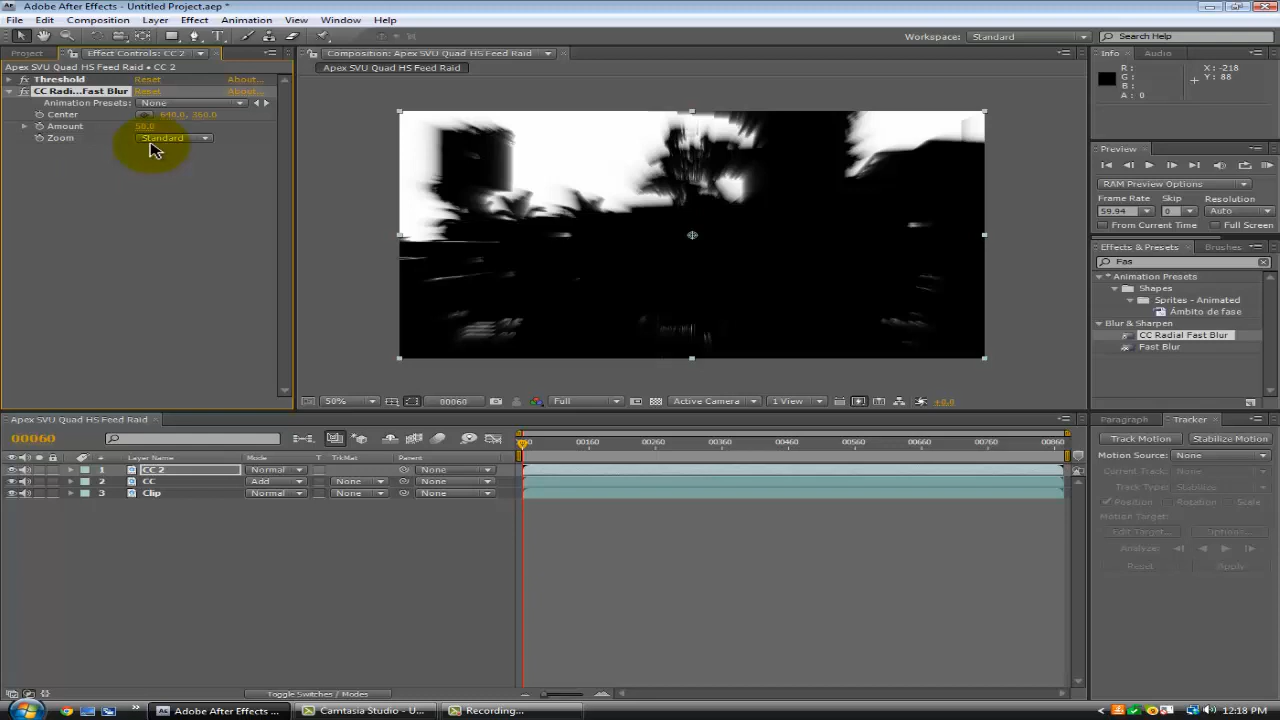 Adobe After Effects - Untitled Project.aep *
File Edit Composition Layer Effect Animation View Window Help
Workspace: Standard Search Help
Project Effect Controls: CC 2
Composition: Apex SVU Quad HS Feed Raid
Info Audio
Apex SVU Quad HS Feed Raid • CC 2
Apex SVU Quad HS Feed Raid
fx Threshold Reset About...
fx CC Radi...Fast Blur Reset About...
Animation Presets: None
Center 640.0, 360.0
Amount 50.0
Zoom Standard
R:
G:
B:
A: 0
X: -218
Y: 88
Preview
RAM Preview Options
Frame Rate Skip Resolution
59.94 0 Auto
From Current Time Full Screen
Effects & Presets Brushes
Fas
* Animation Presets
Shapes
Sprites - Animated
Ámbito de fase
Blur & Sharpen
CC Radial Fast Blur
Fast Blur
50% 00060 Full Active Camera 1 View +0.0
Apex SVU Quad HS Feed Raid
00060
60 00160 00260 00360 00460 00560 00660 00760 00860
# Layer Name Mode T TrkMat Parent
1 CC 2 Normal None
2 CC Add None None
3 Clip Normal None None
Toggle Switches / Modes
Paragraph Tracker
Track Motion Stabilize Motion
Motion Source: None
Current Track: None
Track Type: Stabilize
Position Rotation Scale
Motion Target:
Edit Target... Options...
Analyze:
Reset Apply
Adobe After Effects ... Camtasia Studio - U... Recording... 12:18 PM